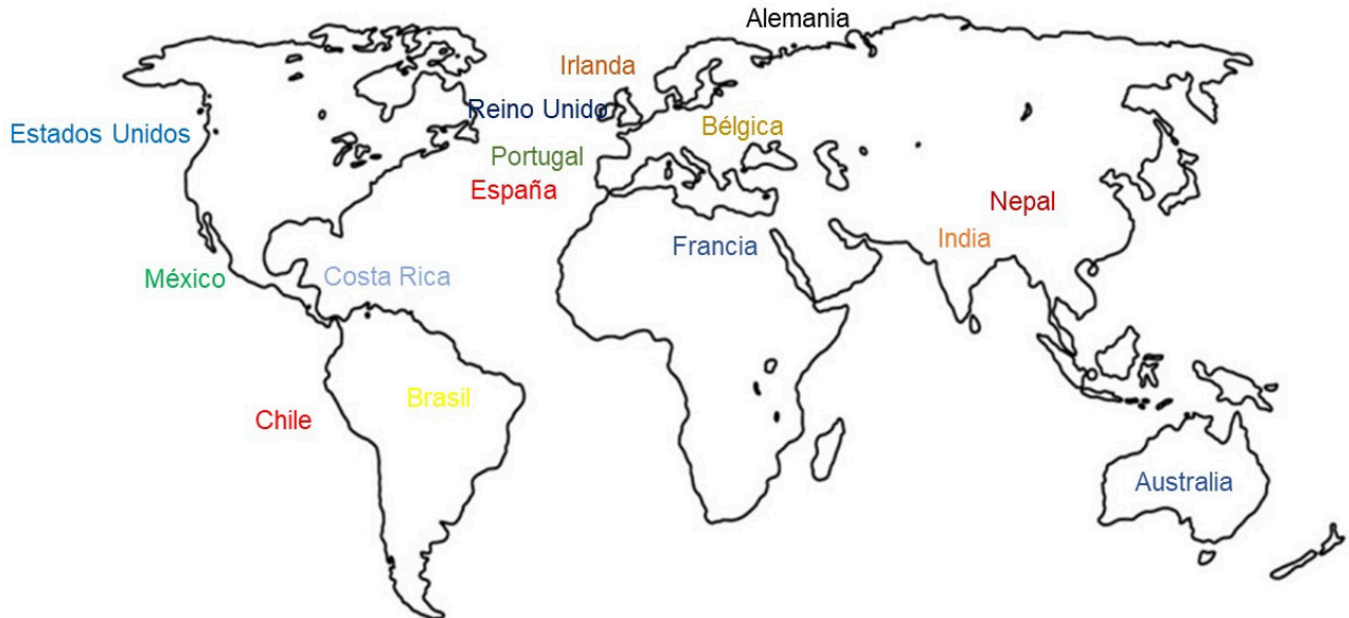 Alemania
Irlanda
Reino Unido
Bélgica
Estados Unidos
Portugal
España
Nepal
India
Francia
México
Costa Rica
Brasil
Chile
Australia